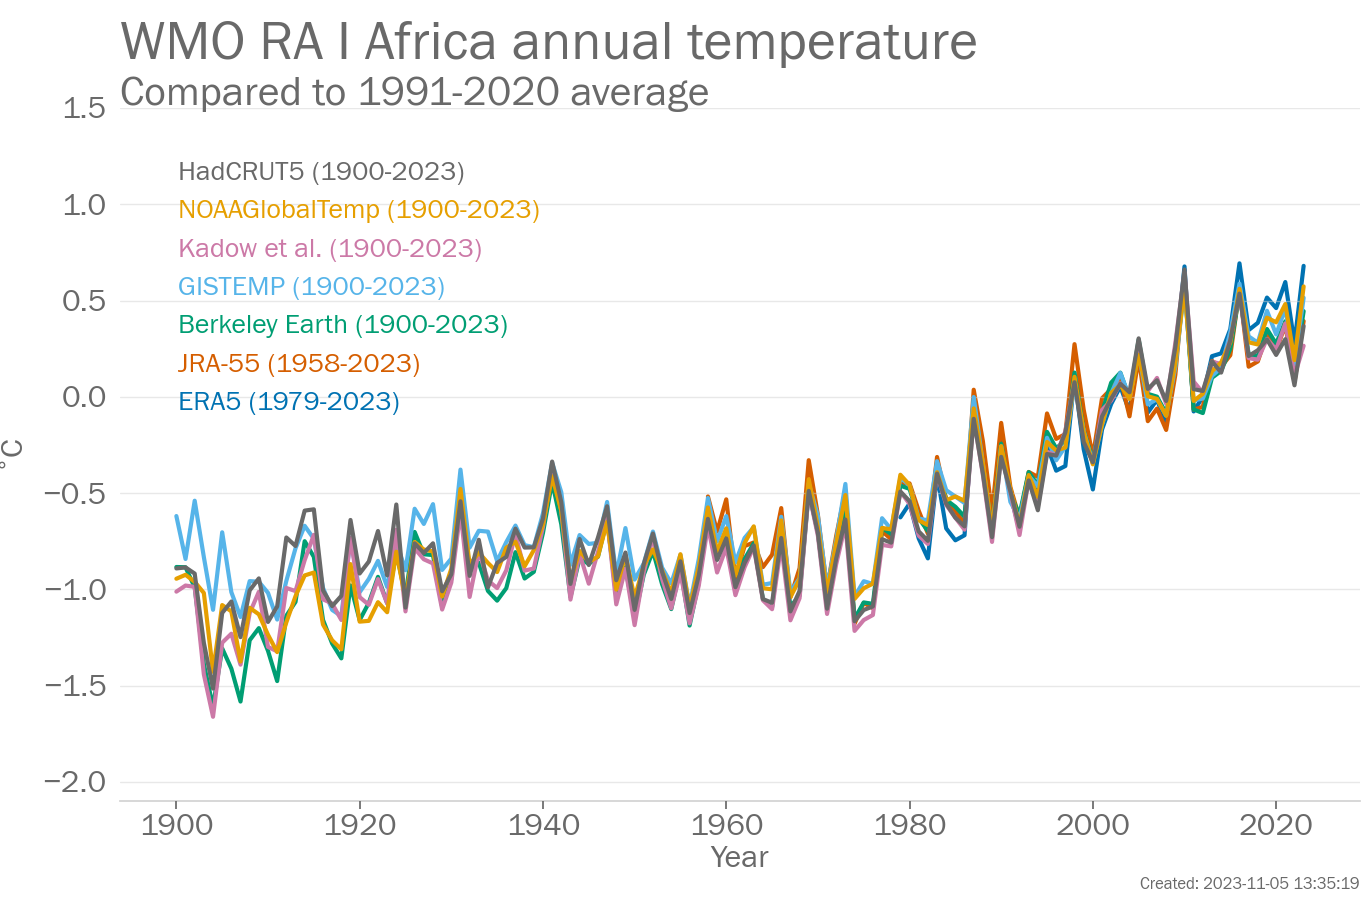 WMO RA I Africa annual temperature
Compared to 1991-2020 average
1.5
HadCRUT5 (1900-2023)
1.0
NOAAGlobalTemp (1900-2023)
Kadow et al. (1900-2023)
GISTEMP (1900-2023)
0.5
Berkeley Earth (1900-2023)
JRA-55 (1958-2023)
0.0
ERA5 (1979-2023)
°C
−0.5
−1.0
−1.5
−2.0
1900 1920 1940 1960 1980 2000 2020
Year
Created: 2023-11-05 13:35:19